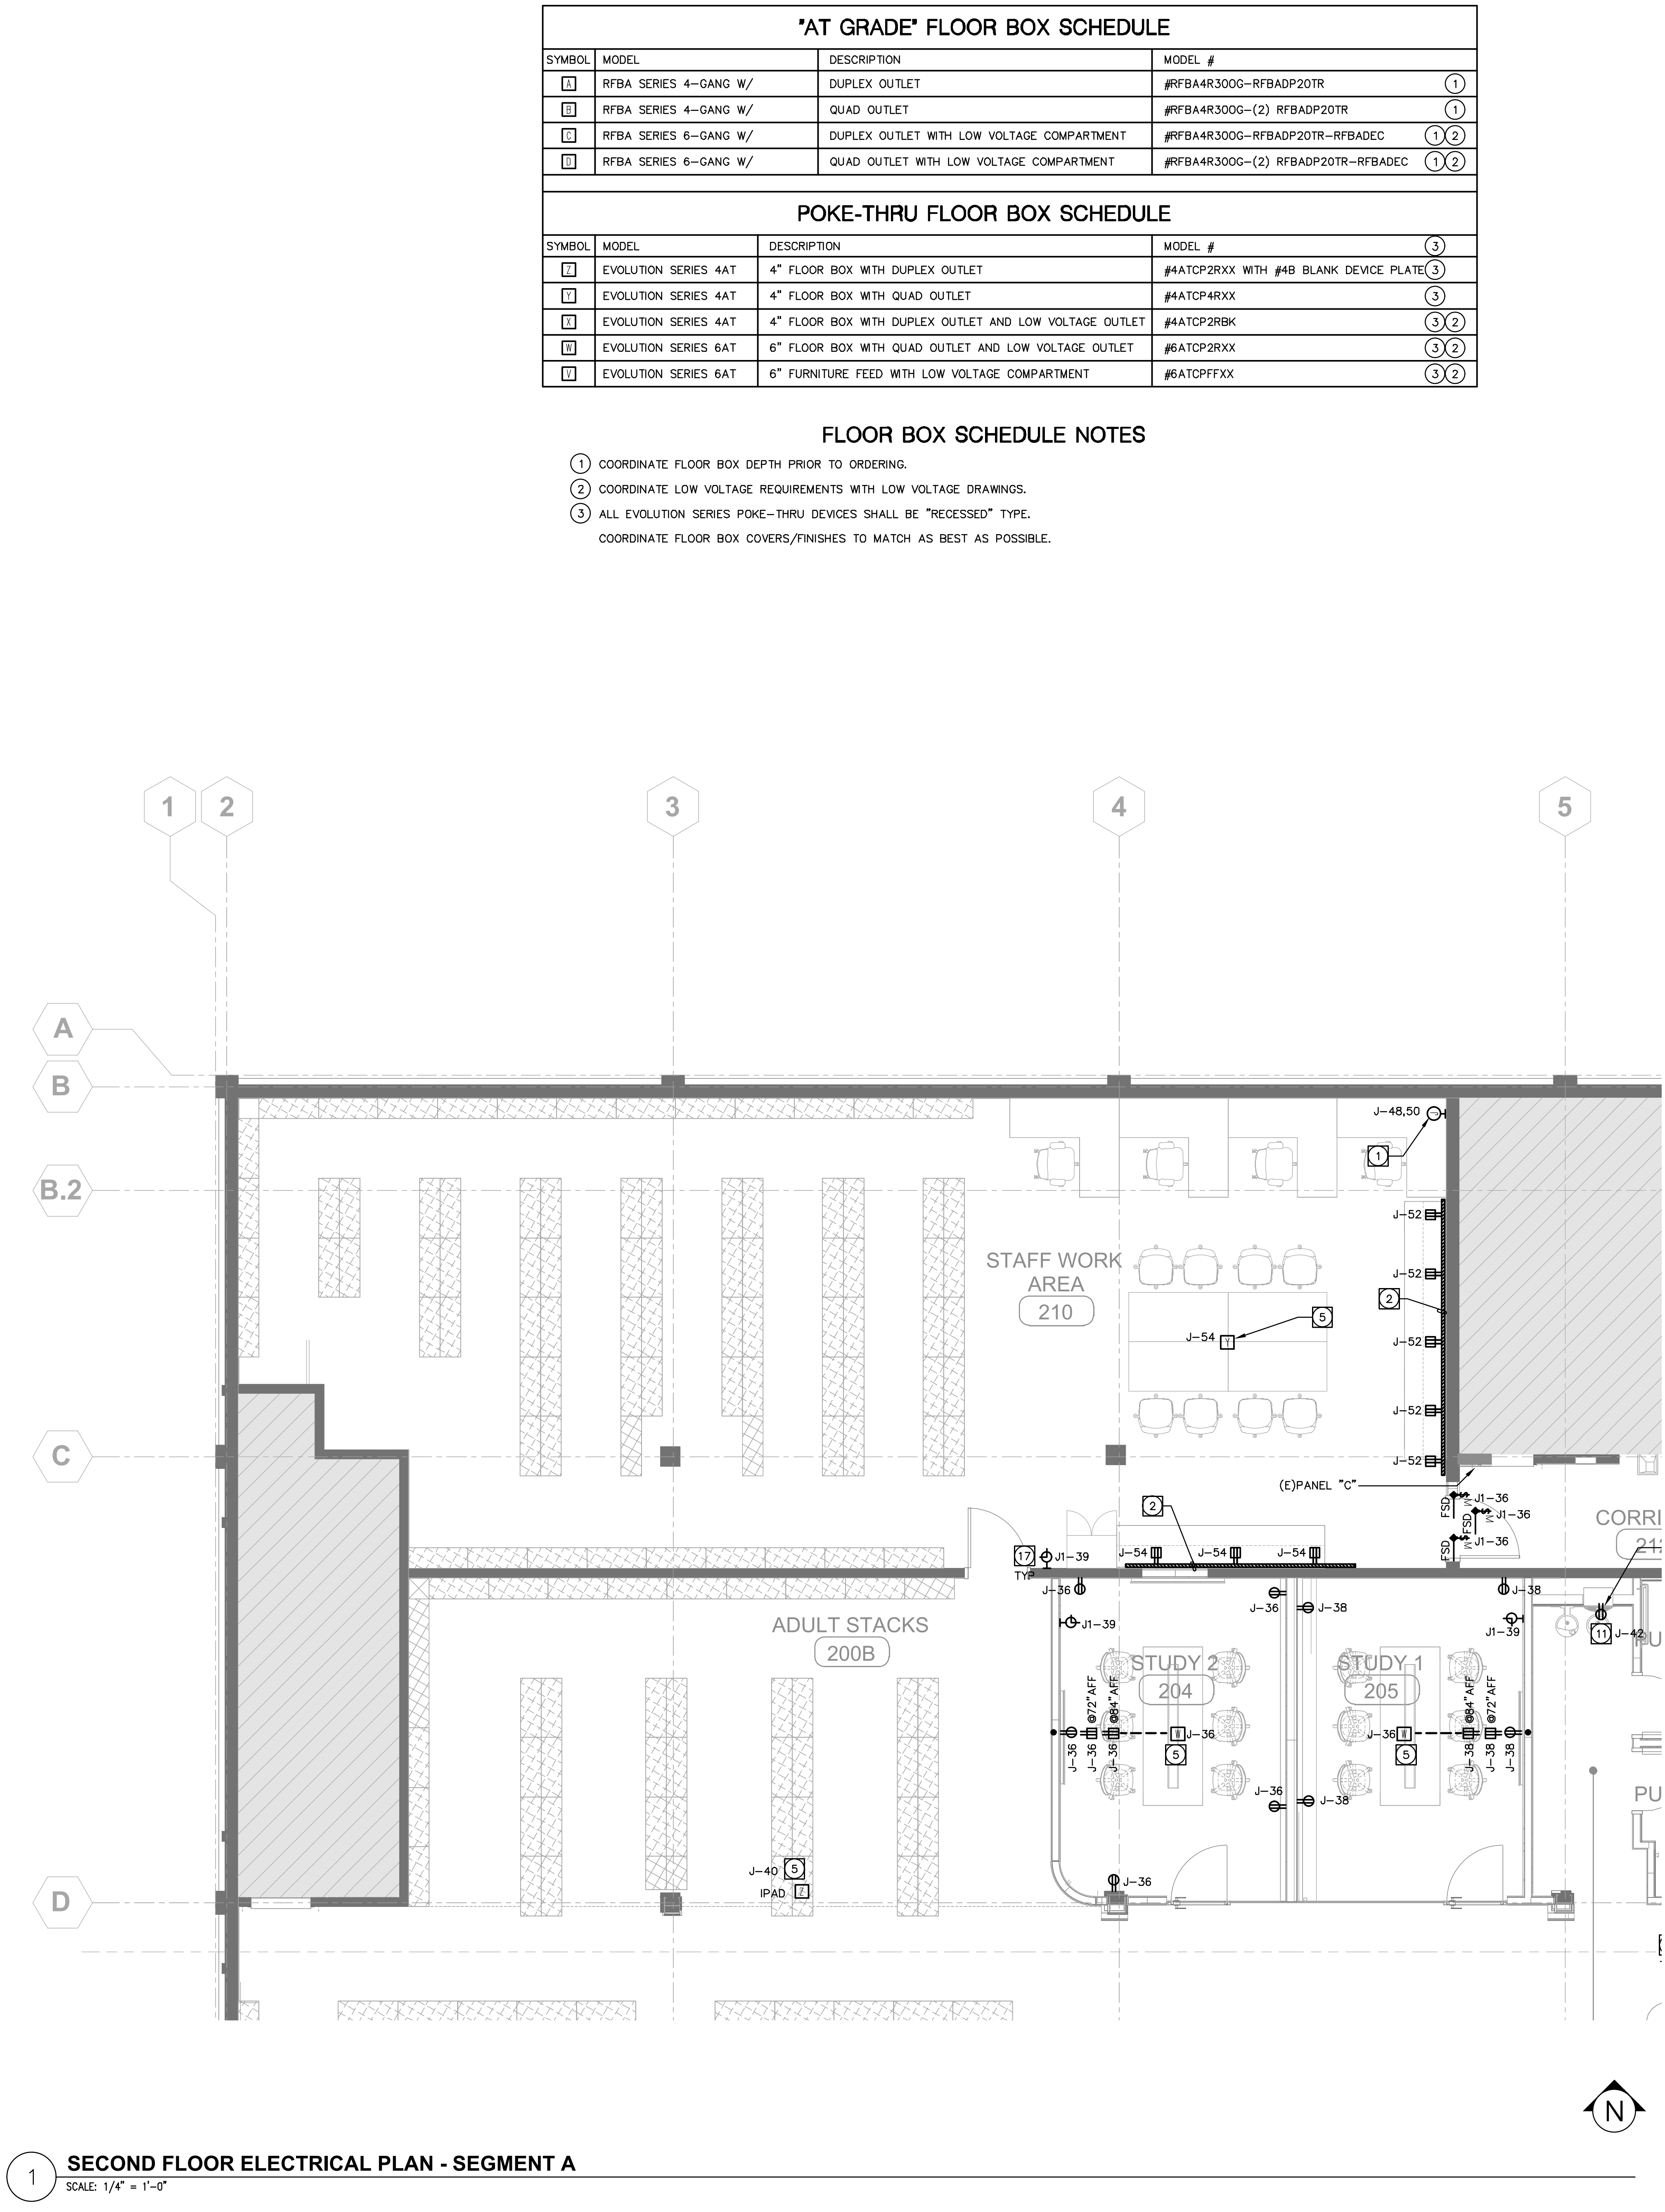 "AT GRADE" FLOOR BOX SCHEDULE
SYMBOL MODEL DESCRIPTION MODEL #
A RFBA SERIES 4-GANG W/ DUPLEX OUTLET #RFBA4R300G-RFBADP20TR 1
B RFBA SERIES 4-GANG W/ QUAD OUTLET #RFBA4R300G-(2) RFBADP20TR 1
C RFBA SERIES 6-GANG W/ DUPLEX OUTLET WITH LOW VOLTAGE COMPARTMENT #RFBA4R300G-RFBADP20TR-RFBADEC 1 2
D RFBA SERIES 6-GANG W/ QUAD OUTLET WITH LOW VOLTAGE COMPARTMENT #RFBA4R300G-(2) RFBADP20TR-RFBADEC 1 2
POKE-THRU FLOOR BOX SCHEDULE
SYMBOL MODEL DESCRIPTION MODEL # 3
Z EVOLUTION SERIES 4AT 4" FLOOR BOX WITH DUPLEX OUTLET #4ATCP2RXX WITH #4B BLANK DEVICE PLATE 3
Y EVOLUTION SERIES 4AT 4" FLOOR BOX WITH QUAD OUTLET #4ATCP4RXX 3
X EVOLUTION SERIES 4AT 4" FLOOR BOX WITH DUPLEX OUTLET AND LOW VOLTAGE OUTLET #4ATCP2RBK 3 2
W EVOLUTION SERIES 6AT 6" FLOOR BOX WITH QUAD OUTLET AND LOW VOLTAGE OUTLET #6ATCP2RXX 3 2
V EVOLUTION SERIES 6AT 6" FURNITURE FEED WITH LOW VOLTAGE COMPARTMENT #6ATCPFFXX 3 2
FLOOR BOX SCHEDULE NOTES
1 COORDINATE FLOOR BOX DEPTH PRIOR TO ORDERING.
2 COORDINATE LOW VOLTAGE REQUIREMENTS WITH LOW VOLTAGE DRAWINGS.
3 ALL EVOLUTION SERIES POKE-THRU DEVICES SHALL BE "RECESSED" TYPE.
COORDINATE FLOOR BOX COVERS/FINISHES TO MATCH AS BEST AS POSSIBLE.
1 2 3 4 5
A
B
J-48,50
1
B.2
J-52
STAFF WORK
AREA
210
J-52
2
5
J-54 Y
J-52
J-52
C
J-52
(E)PANEL "C"
2
FSD M J1-36
FSD M J1-36
FSD M J1-36
CORRI
212
17 J1-39
TYP
J-54 J-54 J-54
J-36
J-36
J-38
J-38
J1-39
J1-39
11 J-42
ADULT STACKS
200B
STUDY 2
204
STUDY 1
205
PU
@72"AFF
@84"AFF
@84"AFF
@72"AFF
W J-36
J-36 W
5
5
J-36
J-36
J-36
J-38
J-38
J-38
J-36
J-38
PU
J-40 5
IPAD Z
J-36
D
N
1
SECOND FLOOR ELECTRICAL PLAN - SEGMENT A
SCALE: 1/4" = 1'-0"